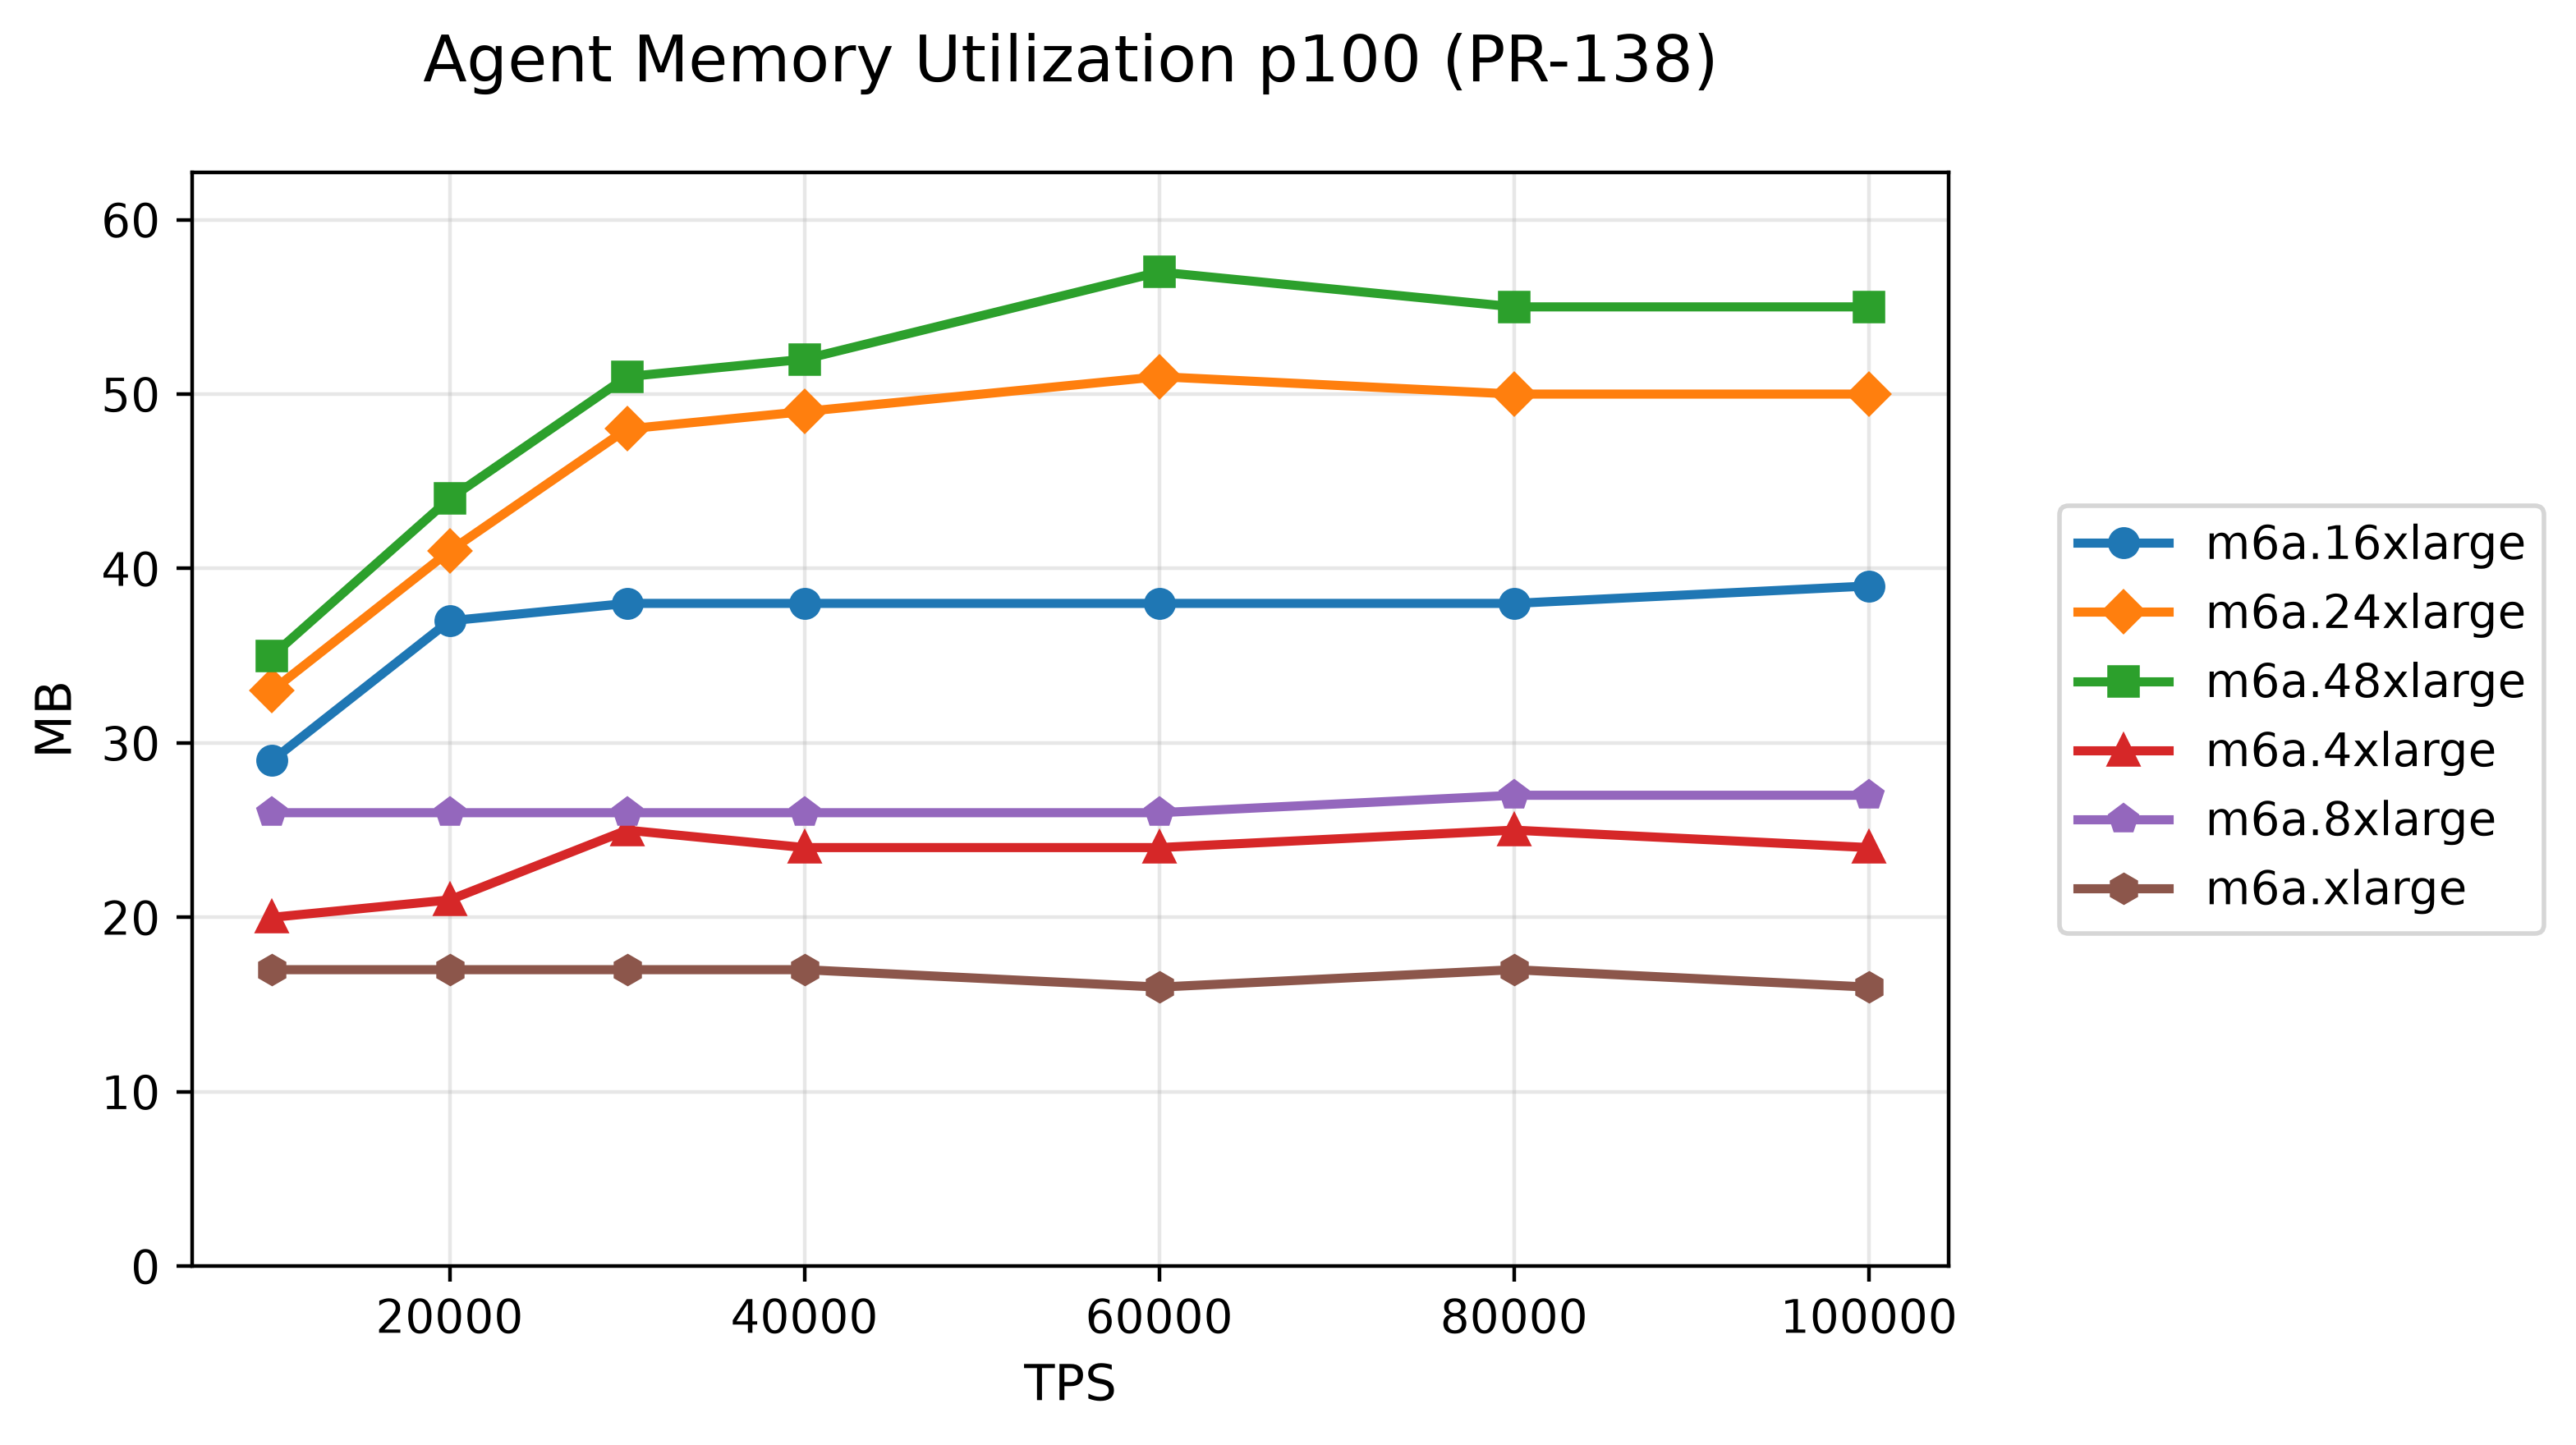 Agent Memory Utilization p100 (PR-138)
60
50
40
30
20
10
0
MB
20000 40000 60000 80000 100000
TPS
m6a.16xlarge
m6a.24xlarge
m6a.48xlarge
m6a.4xlarge
m6a.8xlarge
m6a.xlarge